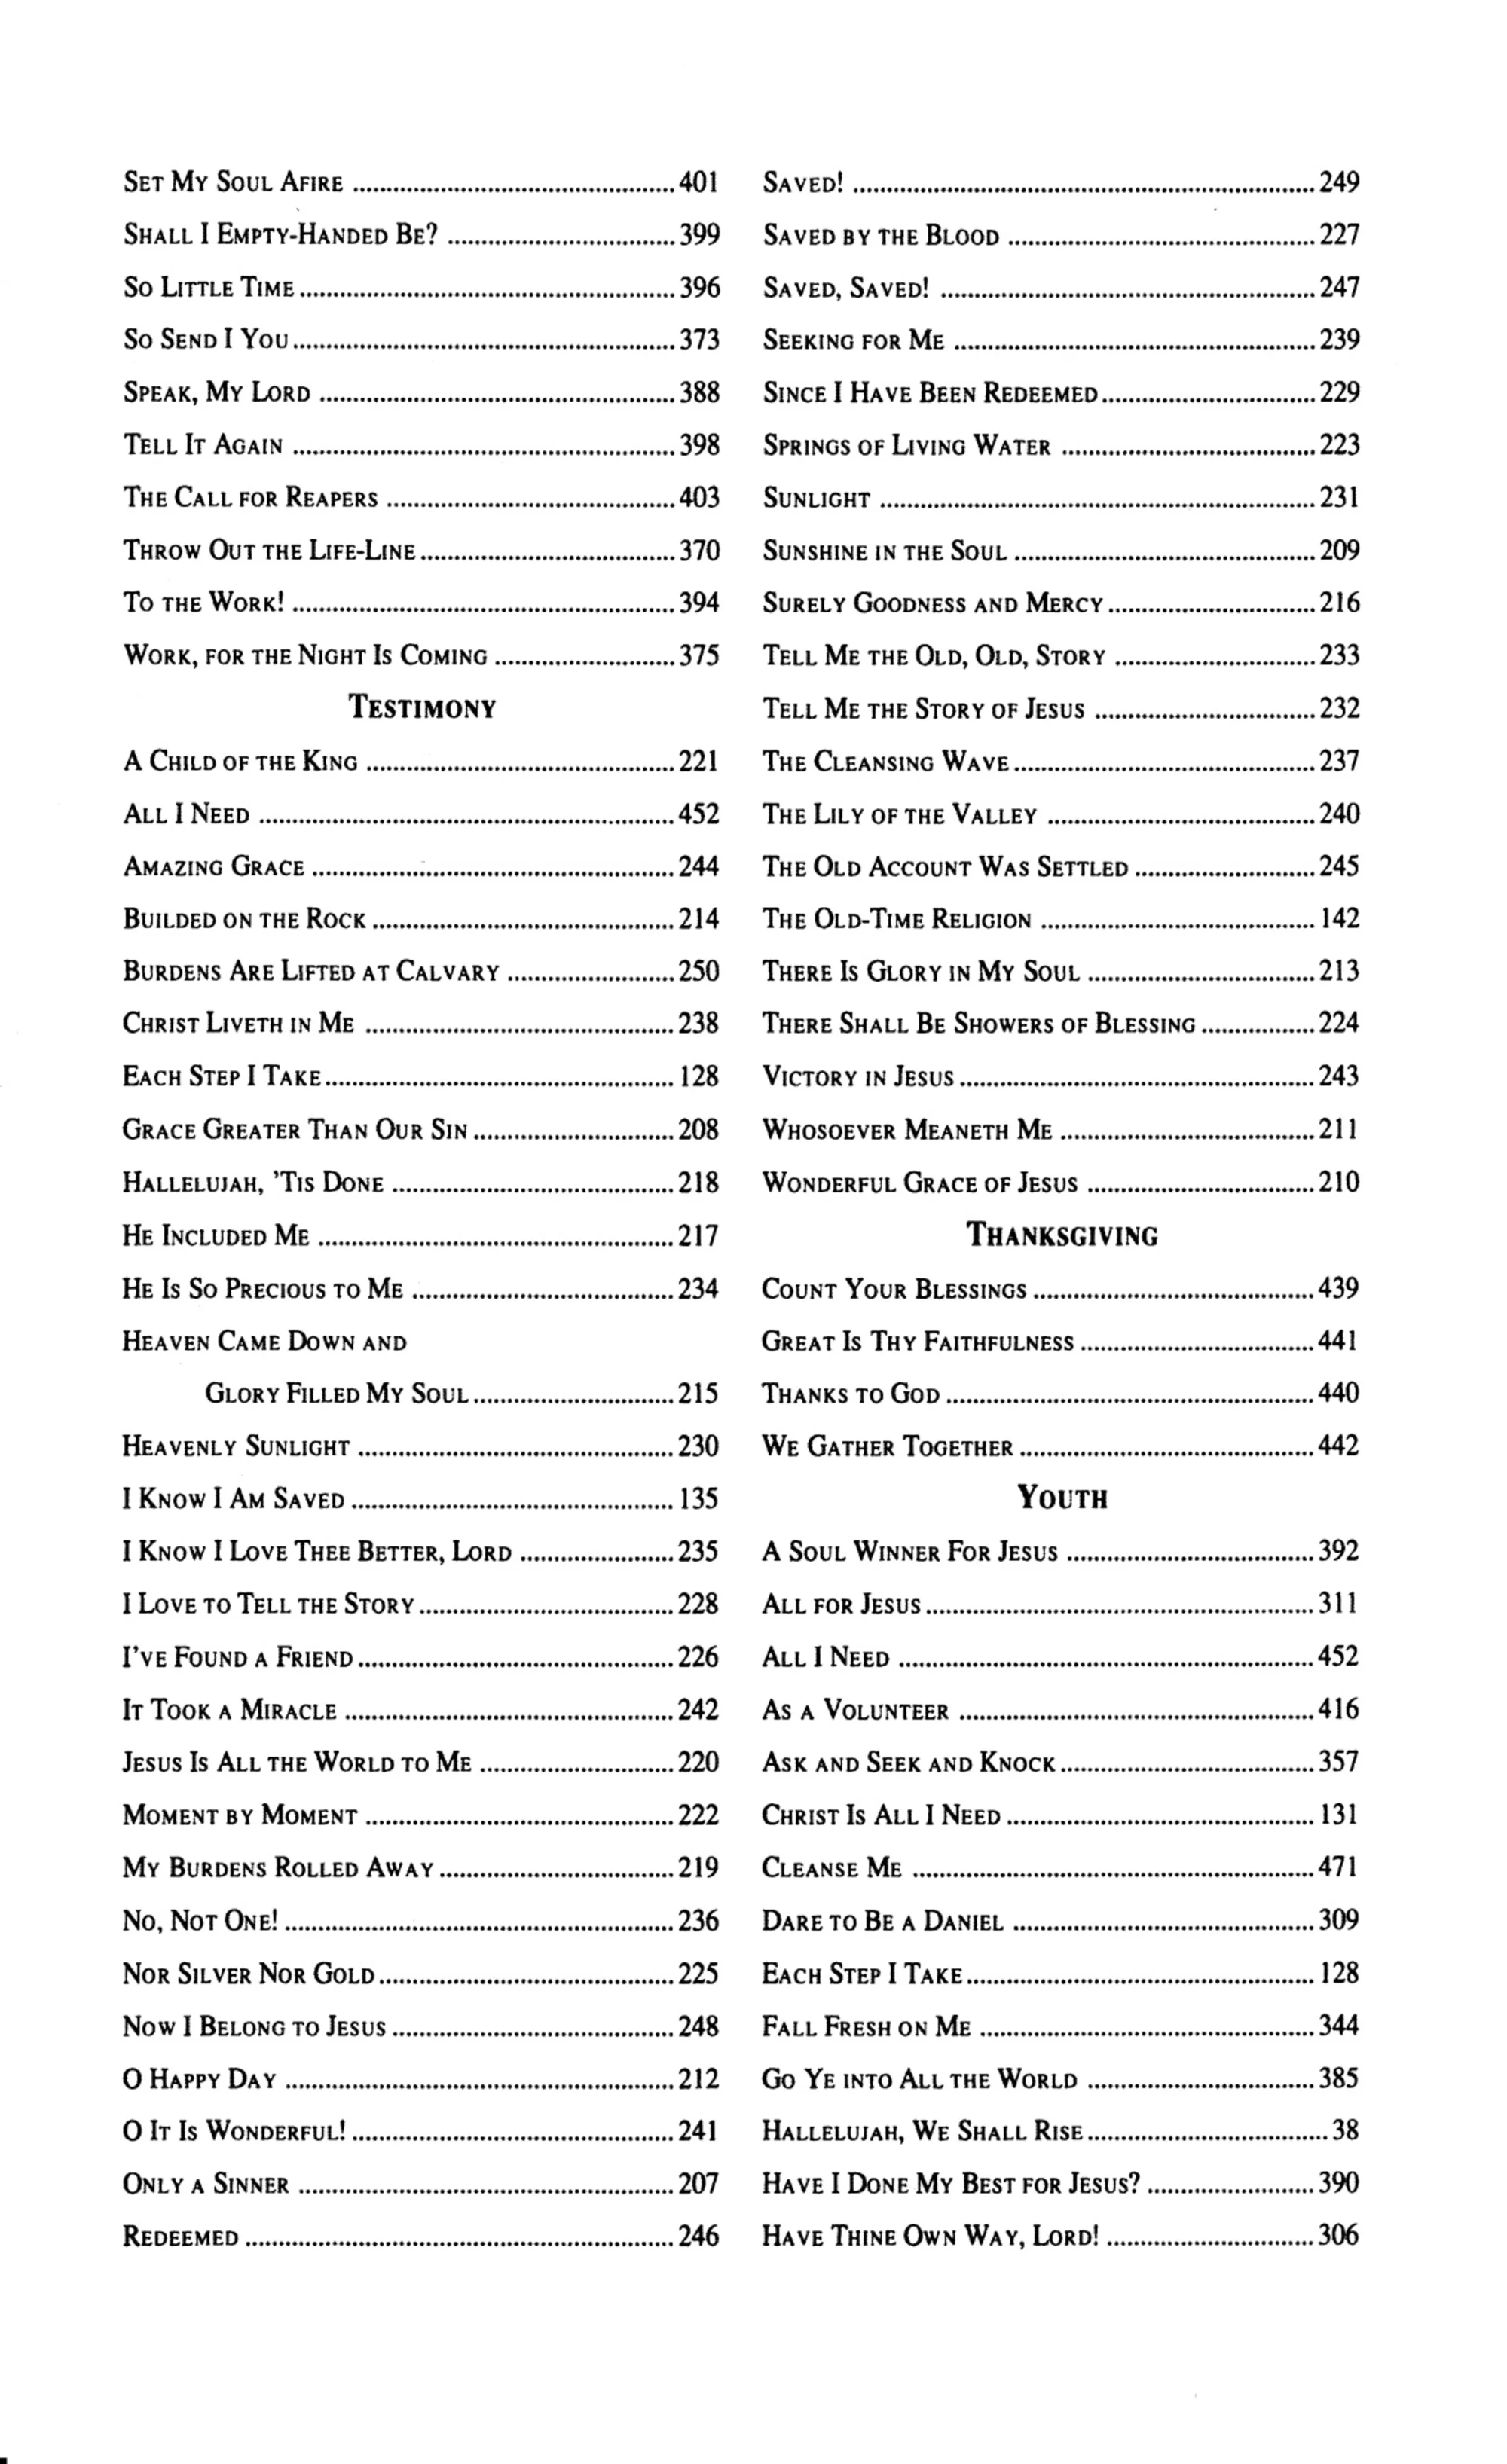 SET MY SOUL AFIRE ................................................ 401
SHALL I EMPTY-HANDED BE? .................................. 399
SO LITTLE TIME ........................................................ 396
SO SEND I YOU ......................................................... 373
SPEAK, MY LORD ..................................................... 388
TELL IT AGAIN ......................................................... 398
THE CALL FOR REAPERS ........................................... 403
THROW OUT THE LIFE-LINE ...................................... 370
TO THE WORK! ......................................................... 394
WORK, FOR THE NIGHT IS COMING ........................... 375
TESTIMONY
A CHILD OF THE KING .............................................. 221
ALL I NEED .............................................................. 452
AMAZING GRACE ...................................................... 244
BUILDED ON THE ROCK ............................................. 214
BURDENS ARE LIFTED AT CALVARY ......................... 250
CHRIST LIVETH IN ME .............................................. 238
EACH STEP I TAKE .................................................... 128
GRACE GREATER THAN OUR SIN .............................. 208
HALLELUJAH, 'TIS DONE .......................................... 218
HE INCLUDED ME ..................................................... 217
HE IS SO PRECIOUS TO ME ....................................... 234
HEAVEN CAME DOWN AND
GLORY FILLED MY SOUL .............................. 215
HEAVENLY SUNLIGHT ............................................... 230
I KNOW I AM SAVED ................................................ 135
I KNOW I LOVE THEE BETTER, LORD ....................... 235
I LOVE TO TELL THE STORY ...................................... 228
I'VE FOUND A FRIEND ............................................... 226
IT TOOK A MIRACLE ................................................. 242
JESUS IS ALL THE WORLD TO ME ............................. 220
MOMENT BY MOMENT .............................................. 222
MY BURDENS ROLLED AWAY ................................... 219
NO, NOT ONE! .......................................................... 236
NOR SILVER NOR GOLD ............................................ 225
NOW I BELONG TO JESUS .......................................... 248
O HAPPY DAY .......................................................... 212
O IT IS WONDERFUL! ................................................ 241
ONLY A SINNER ........................................................ 207
REDEEMED ................................................................ 246
SAVED! ..................................................................... 249
SAVED BY THE BLOOD .............................................. 227
SAVED, SAVED! ........................................................ 247
SEEKING FOR ME ...................................................... 239
SINCE I HAVE BEEN REDEEMED ................................ 229
SPRINGS OF LIVING WATER ...................................... 223
SUNLIGHT ................................................................. 231
SUNSHINE IN THE SOUL ............................................. 209
SURELY GOODNESS AND MERCY ............................... 216
TELL ME THE OLD, OLD, STORY .............................. 233
TELL ME THE STORY OF JESUS ................................. 232
THE CLEANSING WAVE ............................................. 237
THE LILY OF THE VALLEY ........................................ 240
THE OLD ACCOUNT WAS SETTLED ........................... 245
THE OLD-TIME RELIGION ......................................... 142
THERE IS GLORY IN MY SOUL .................................. 213
THERE SHALL BE SHOWERS OF BLESSING ................. 224
VICTORY IN JESUS ..................................................... 243
WHOSOEVER MEANETH ME ...................................... 211
WONDERFUL GRACE OF JESUS .................................. 210
THANKSGIVING
COUNT YOUR BLESSINGS .......................................... 439
GREAT IS THY FAITHFULNESS ................................... 441
THANKS TO GOD ....................................................... 440
WE GATHER TOGETHER ............................................ 442
YOUTH
A SOUL WINNER FOR JESUS ..................................... 392
ALL FOR JESUS .......................................................... 311
ALL I NEED .............................................................. 452
AS A VOLUNTEER ..................................................... 416
ASK AND SEEK AND KNOCK ...................................... 357
CHRIST IS ALL I NEED .............................................. 131
CLEANSE ME ............................................................ 471
DARE TO BE A DANIEL ............................................. 309
EACH STEP I TAKE .................................................... 128
FALL FRESH ON ME .................................................. 344
GO YE INTO ALL THE WORLD .................................. 385
HALLELUJAH, WE SHALL RISE .................................... 38
HAVE I DONE MY BEST FOR JESUS? ......................... 390
HAVE THINE OWN WAY, LORD! ............................... 306